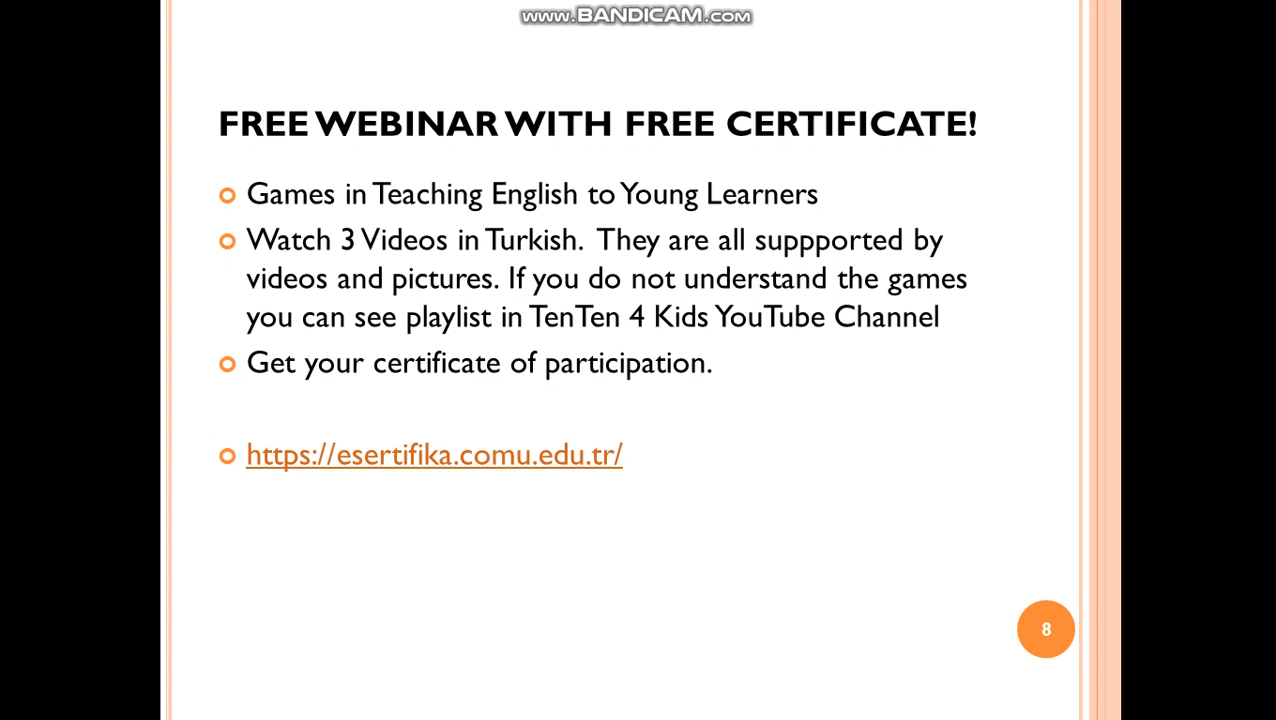 www.BANDICAM.com
FREE WEBINAR WITH FREE CERTIFICATE!
Games in Teaching English to Young Learners
Watch 3 Videos in Turkish. They are all suppported by
videos and pictures. If you do not understand the games
you can see playlist in TenTen 4 Kids YouTube Channel
Get your certificate of participation.
https://esertifika.comu.edu.tr/
8